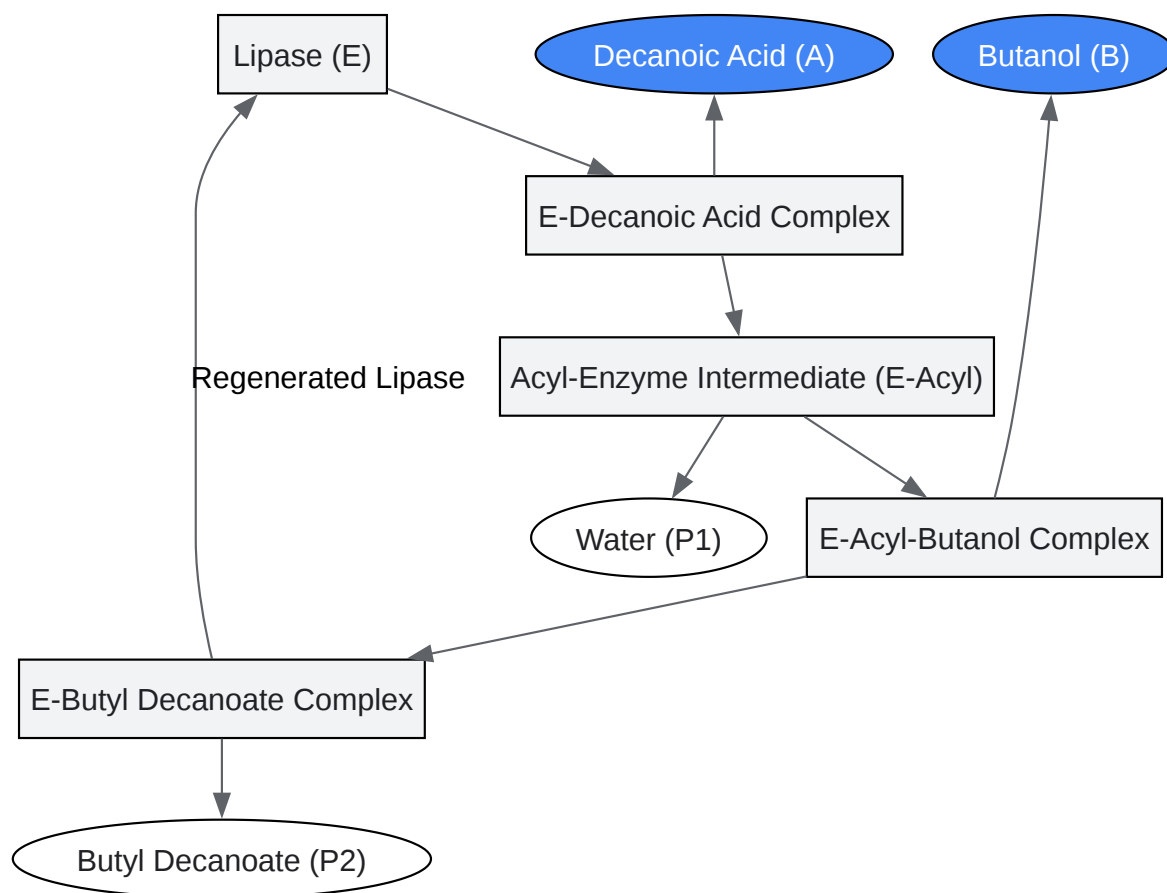 Lipase (E)
Decanoic Acid (A)
Butanol (B)
E-Decanoic Acid Complex
Regenerated Lipase
Acyl-Enzyme Intermediate (E-Acyl)
Water (P1)
E-Acyl-Butanol Complex
E-Butyl Decanoate Complex
Butyl Decanoate (P2)